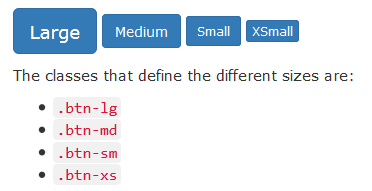 Large Medium Small XSmall
The classes that define the different sizes are:
.btn-lg
.btn-md
.btn-sm
.btn-xs